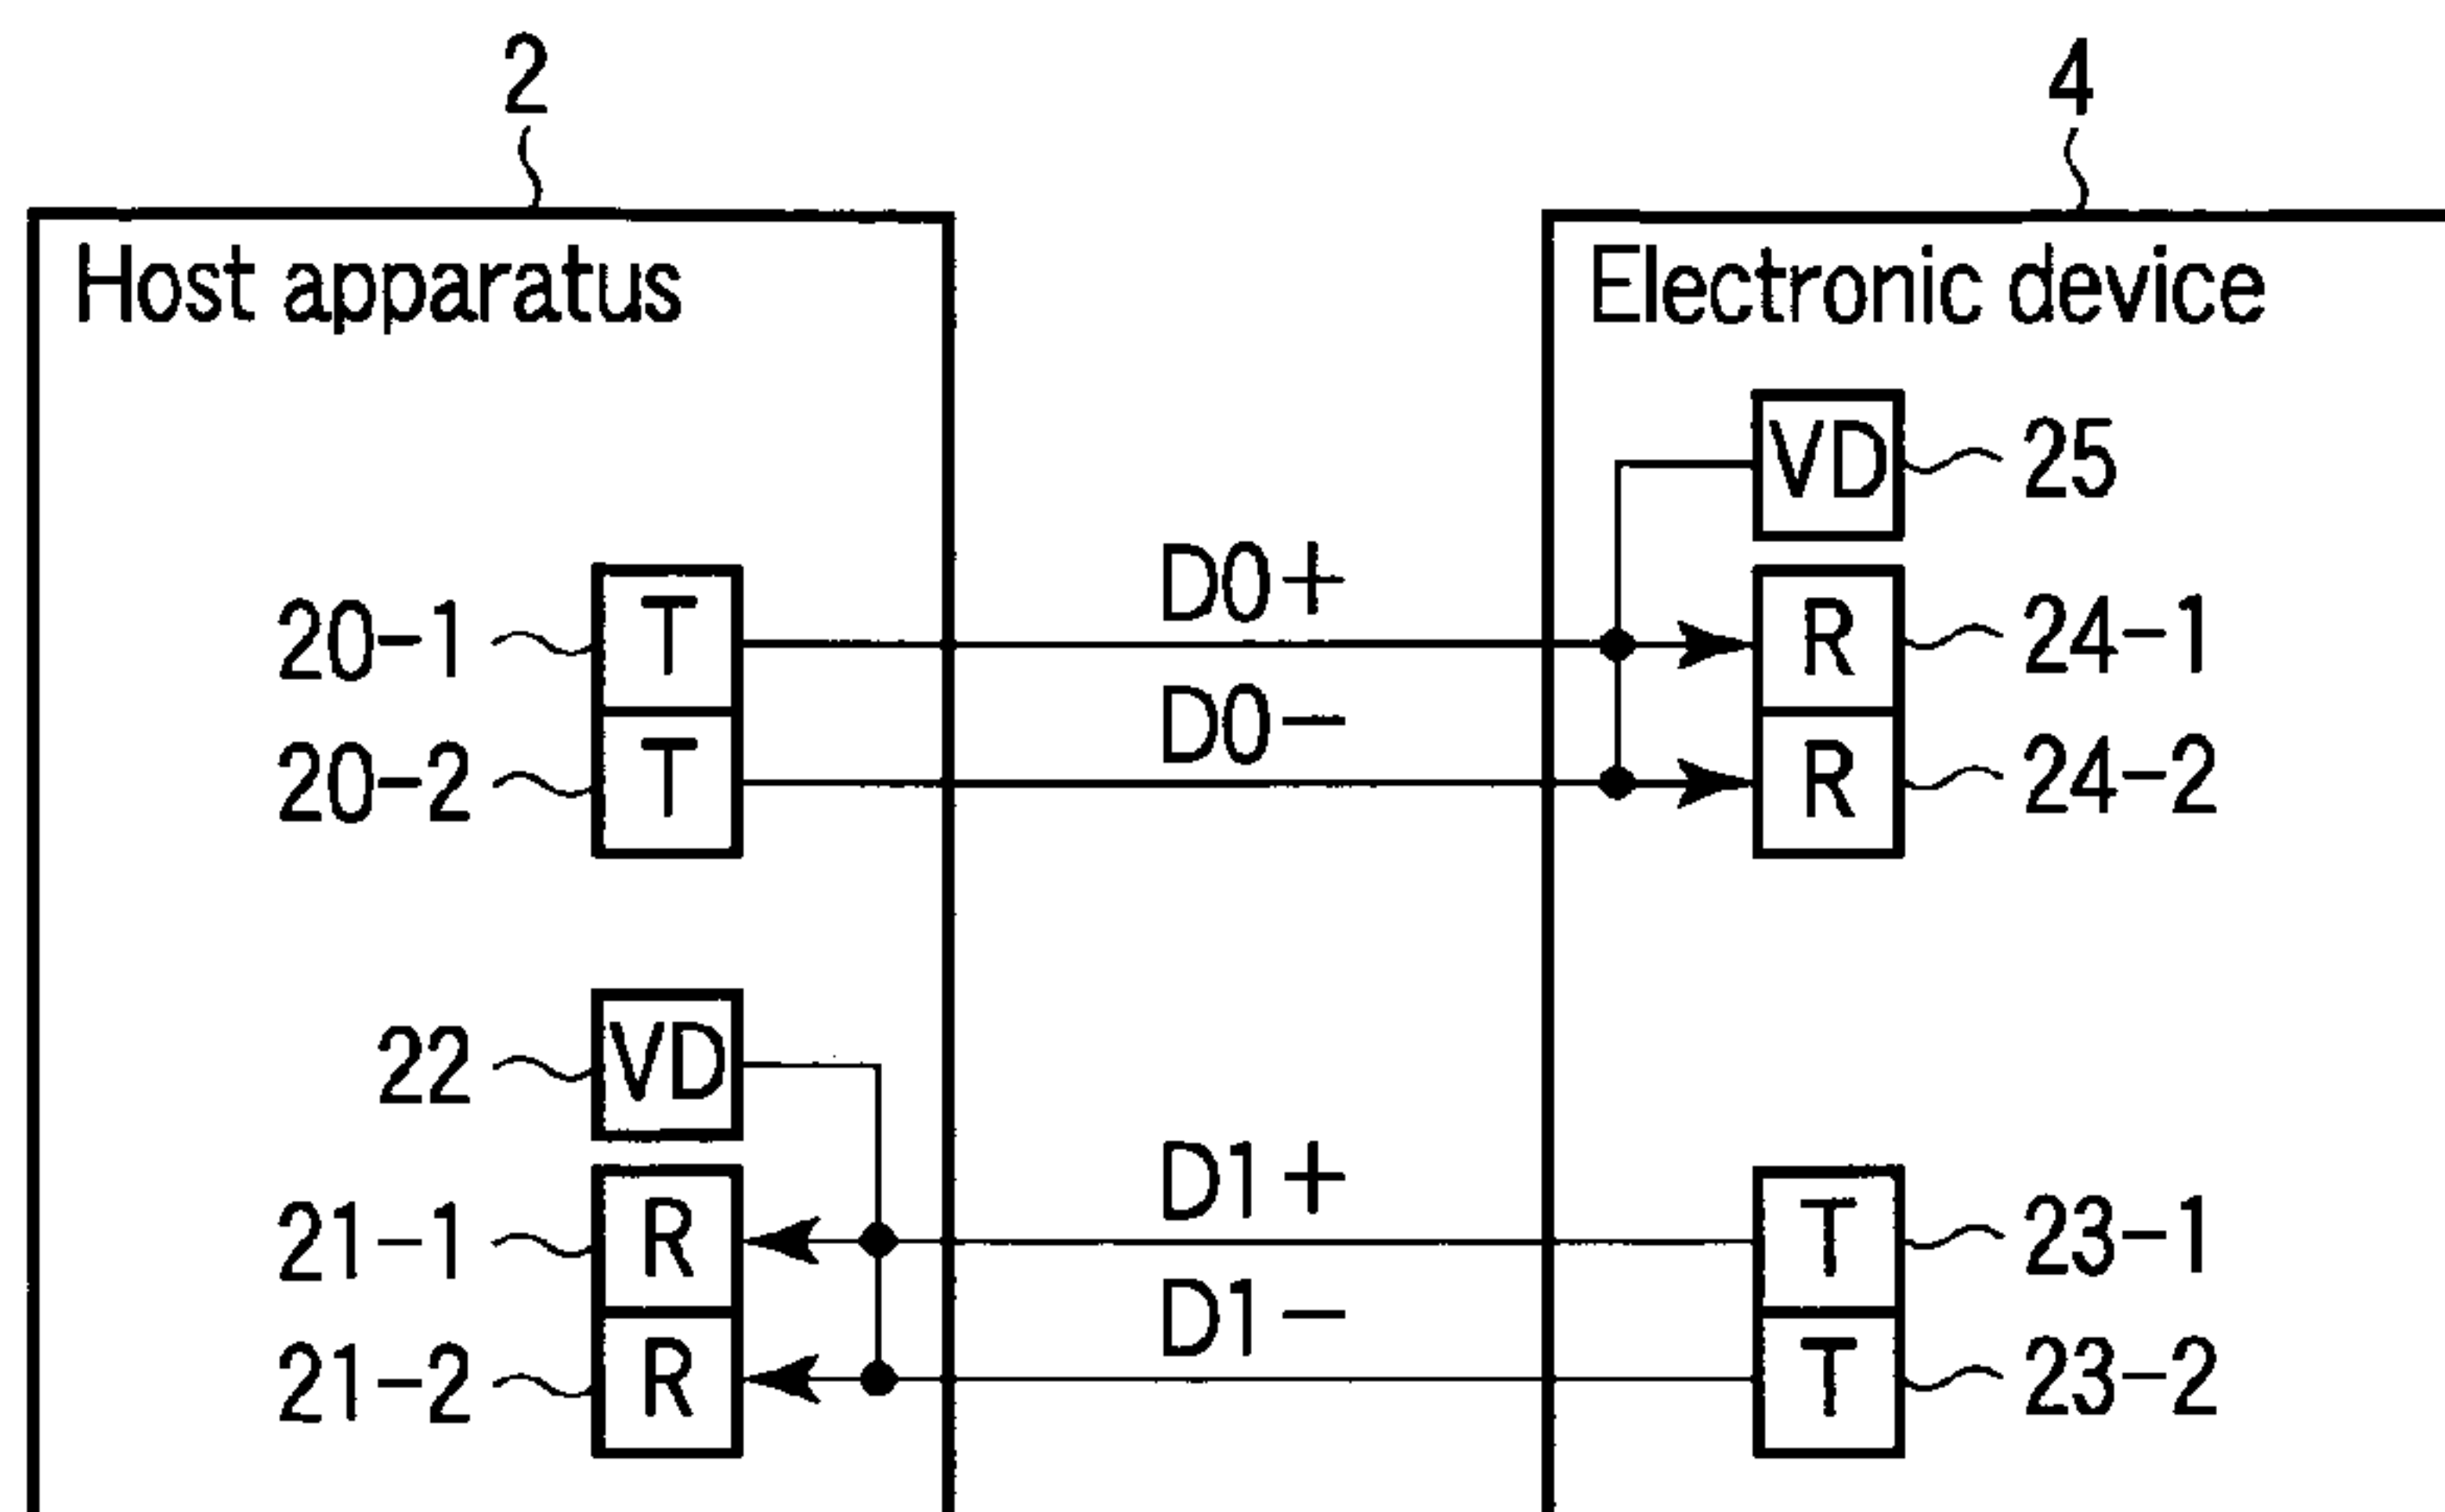 2 4
Host apparatus Electronic device
VD 25
D0+
20-1 T R 24-1
D0-
20-2 T R 24-2
22 VD
D1+
21-1 R T 23-1
D1-
21-2 R T 23-2